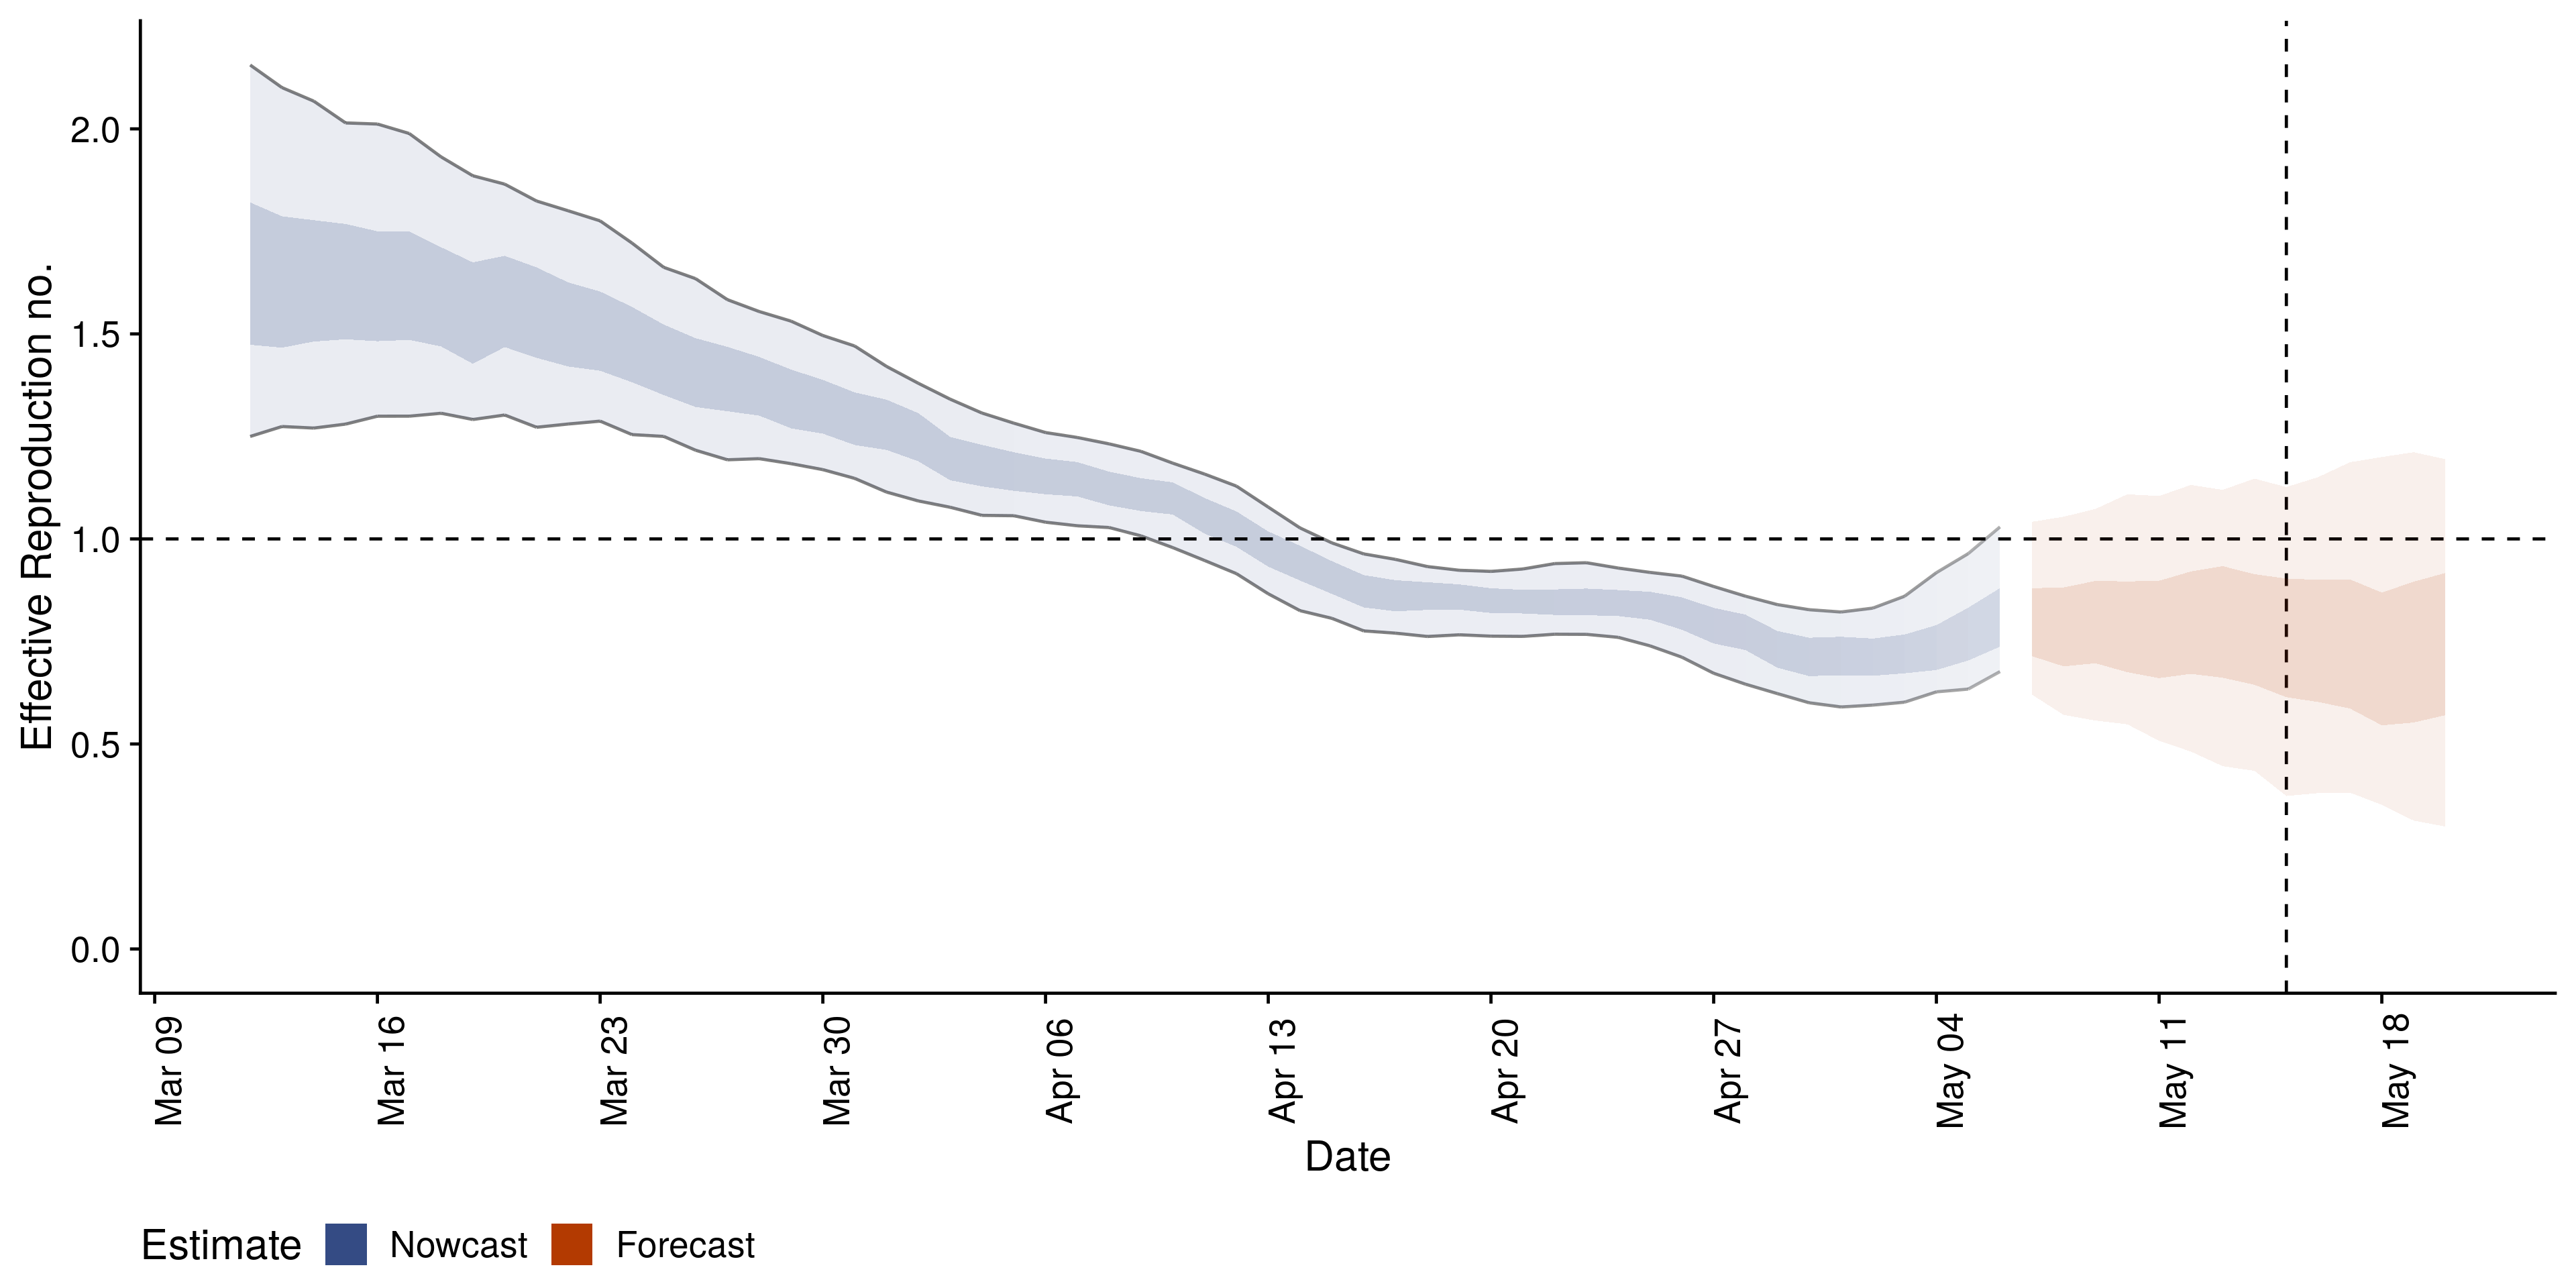 Effective Reproduction no.
2.0
1.5
1.0
0.5
0.0
Mar 09
Mar 16
Mar 23
Mar 30
Apr 06
Apr 13
Apr 20
Apr 27
May 04
May 11
May 18
Date
Estimate Nowcast Forecast